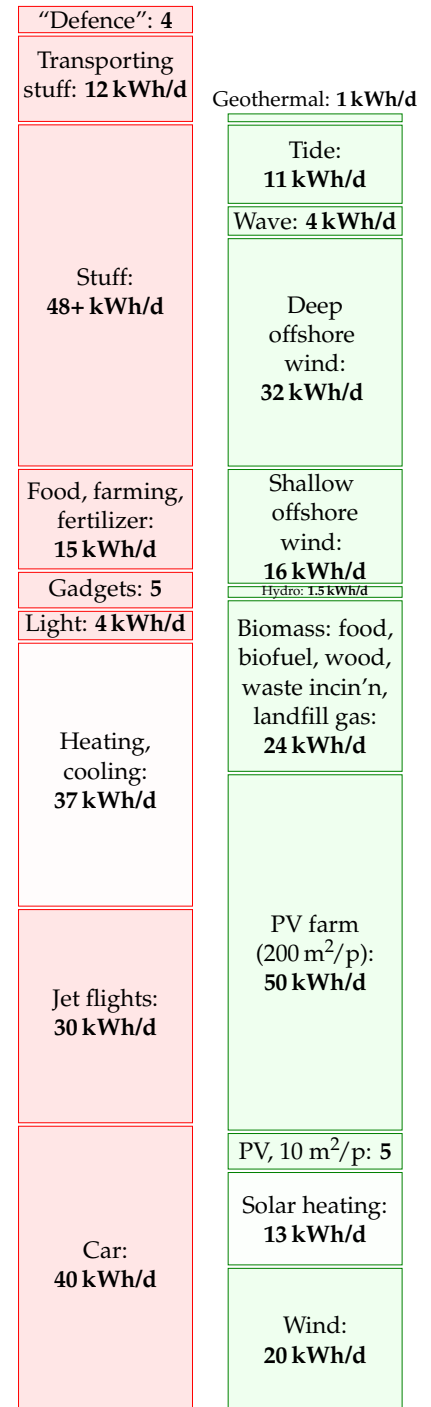 “Defence”: 4
Transporting
stuff: 12 kWh/d
Stuff:
48+ kWh/d
Food, farming,
fertilizer:
15 kWh/d
Gadgets: 5
Light: 4 kWh/d
Heating,
cooling:
37 kWh/d
Jet flights:
30 kWh/d
Car:
40 kWh/d
Geothermal: 1 kWh/d
Tide:
11 kWh/d
Wave: 4 kWh/d
Deep
offshore
wind:
32 kWh/d
Shallow
offshore
wind:
16 kWh/d
Hydro: 1.5 kWh/d
Biomass: food,
biofuel, wood,
waste incin’n,
landfill gas:
24 kWh/d
PV farm
(200 m²/p):
50 kWh/d
PV, 10 m²/p: 5
Solar heating:
13 kWh/d
Wind:
20 kWh/d